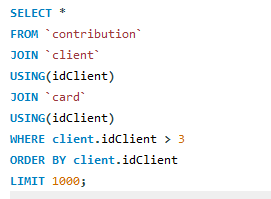 SELECT *
FROM `contribution`
JOIN `client`
USING(idClient)
JOIN `card`
USING(idClient)
WHERE client.idClient > 3
ORDER BY client.idClient
LIMIT 1000;